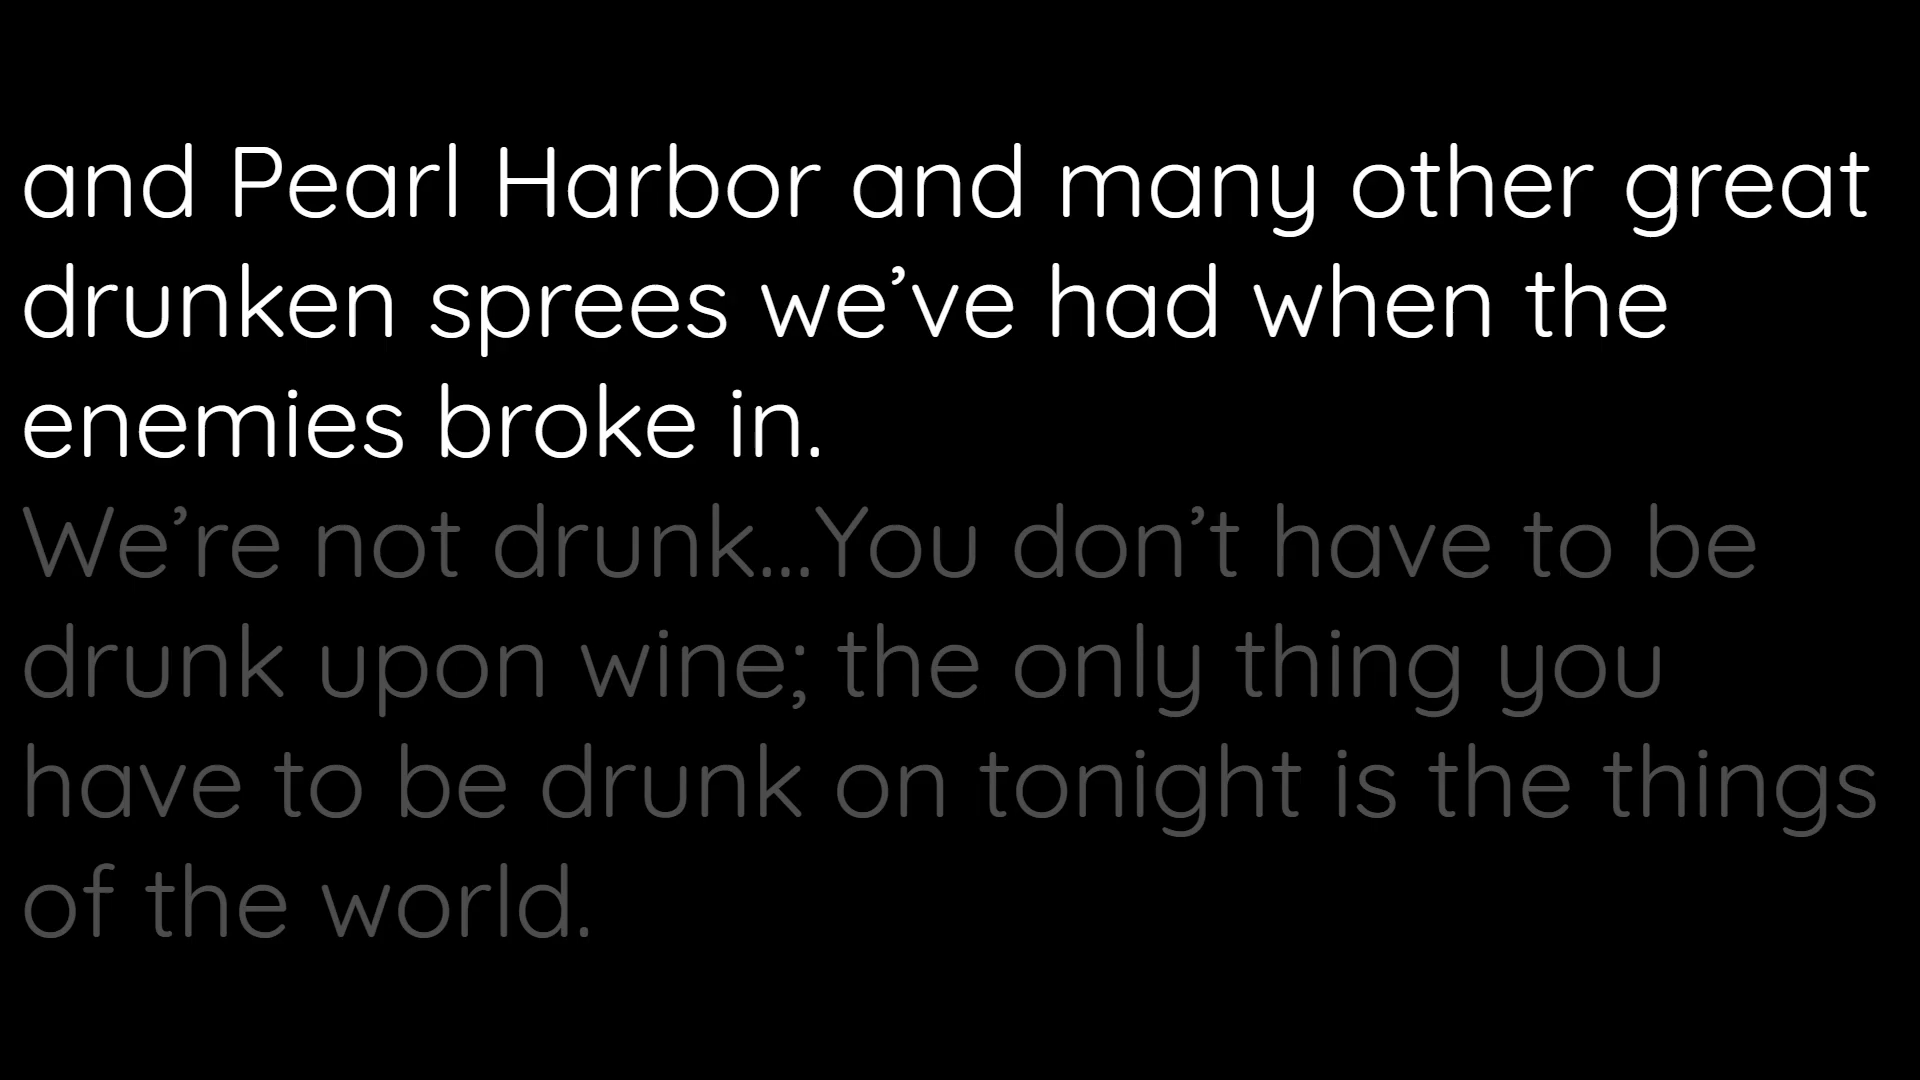 and Pearl Harbor and many other great
drunken sprees we’ve had when the
enemies broke in.
We’re not drunk...You don’t have to be
drunk upon wine; the only thing you
have to be drunk on tonight is the things
of the world.